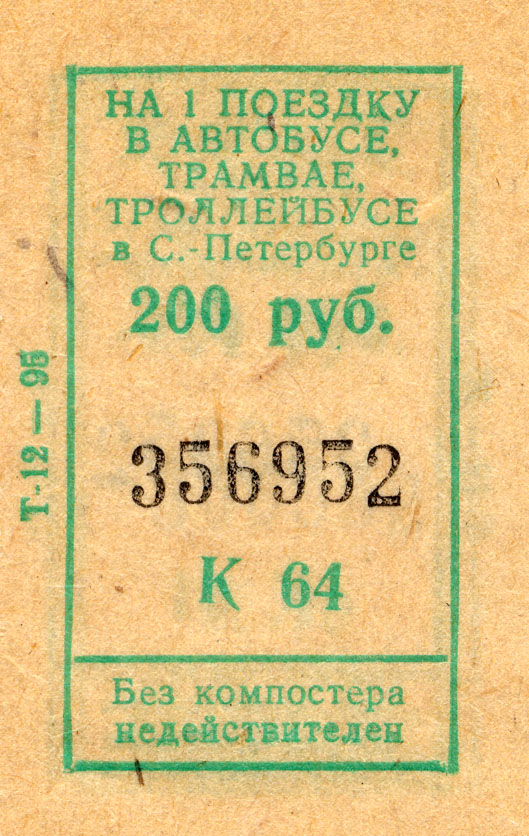 НА 1 ПОЕЗДКУ
В АВТОБУСЕ,
ТРАМВАЕ,
ТРОЛЛЕЙБУСЕ
в С.-Петербурге
200 руб.
356952
К 64
Без компостера
недействителен
Т-12 — 95